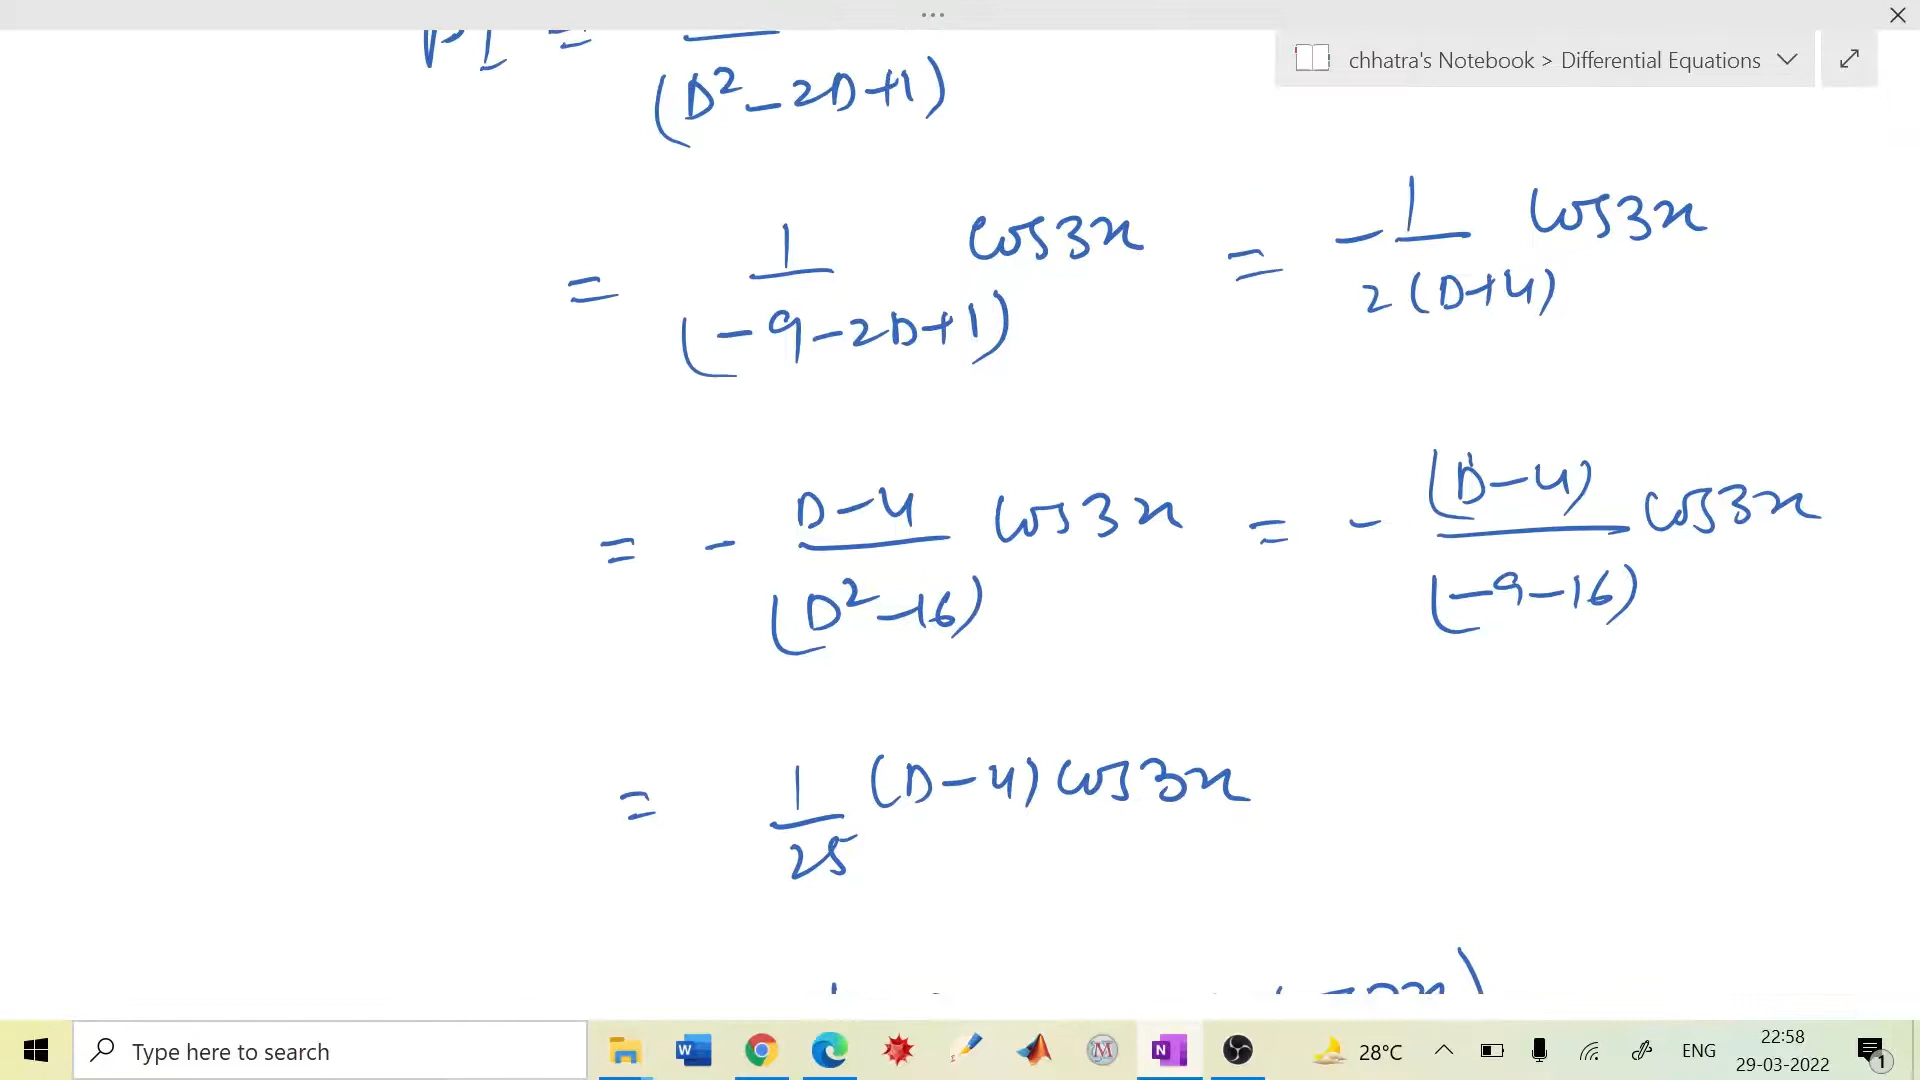 chhatra's Notebook > Differential Equations
PI =
(D² - 2D + 1)
= 1 / (-9 - 2D + 1) cos3x = - 1 / 2(D+4) cos3x
= - D-4 / (D² - 16) cos3x = - (D-4) / (-9-16) cos3x
= 1 / 25 (D-4) cos3x
Type here to search
28°C
ENG
22:58
29-03-2022
1